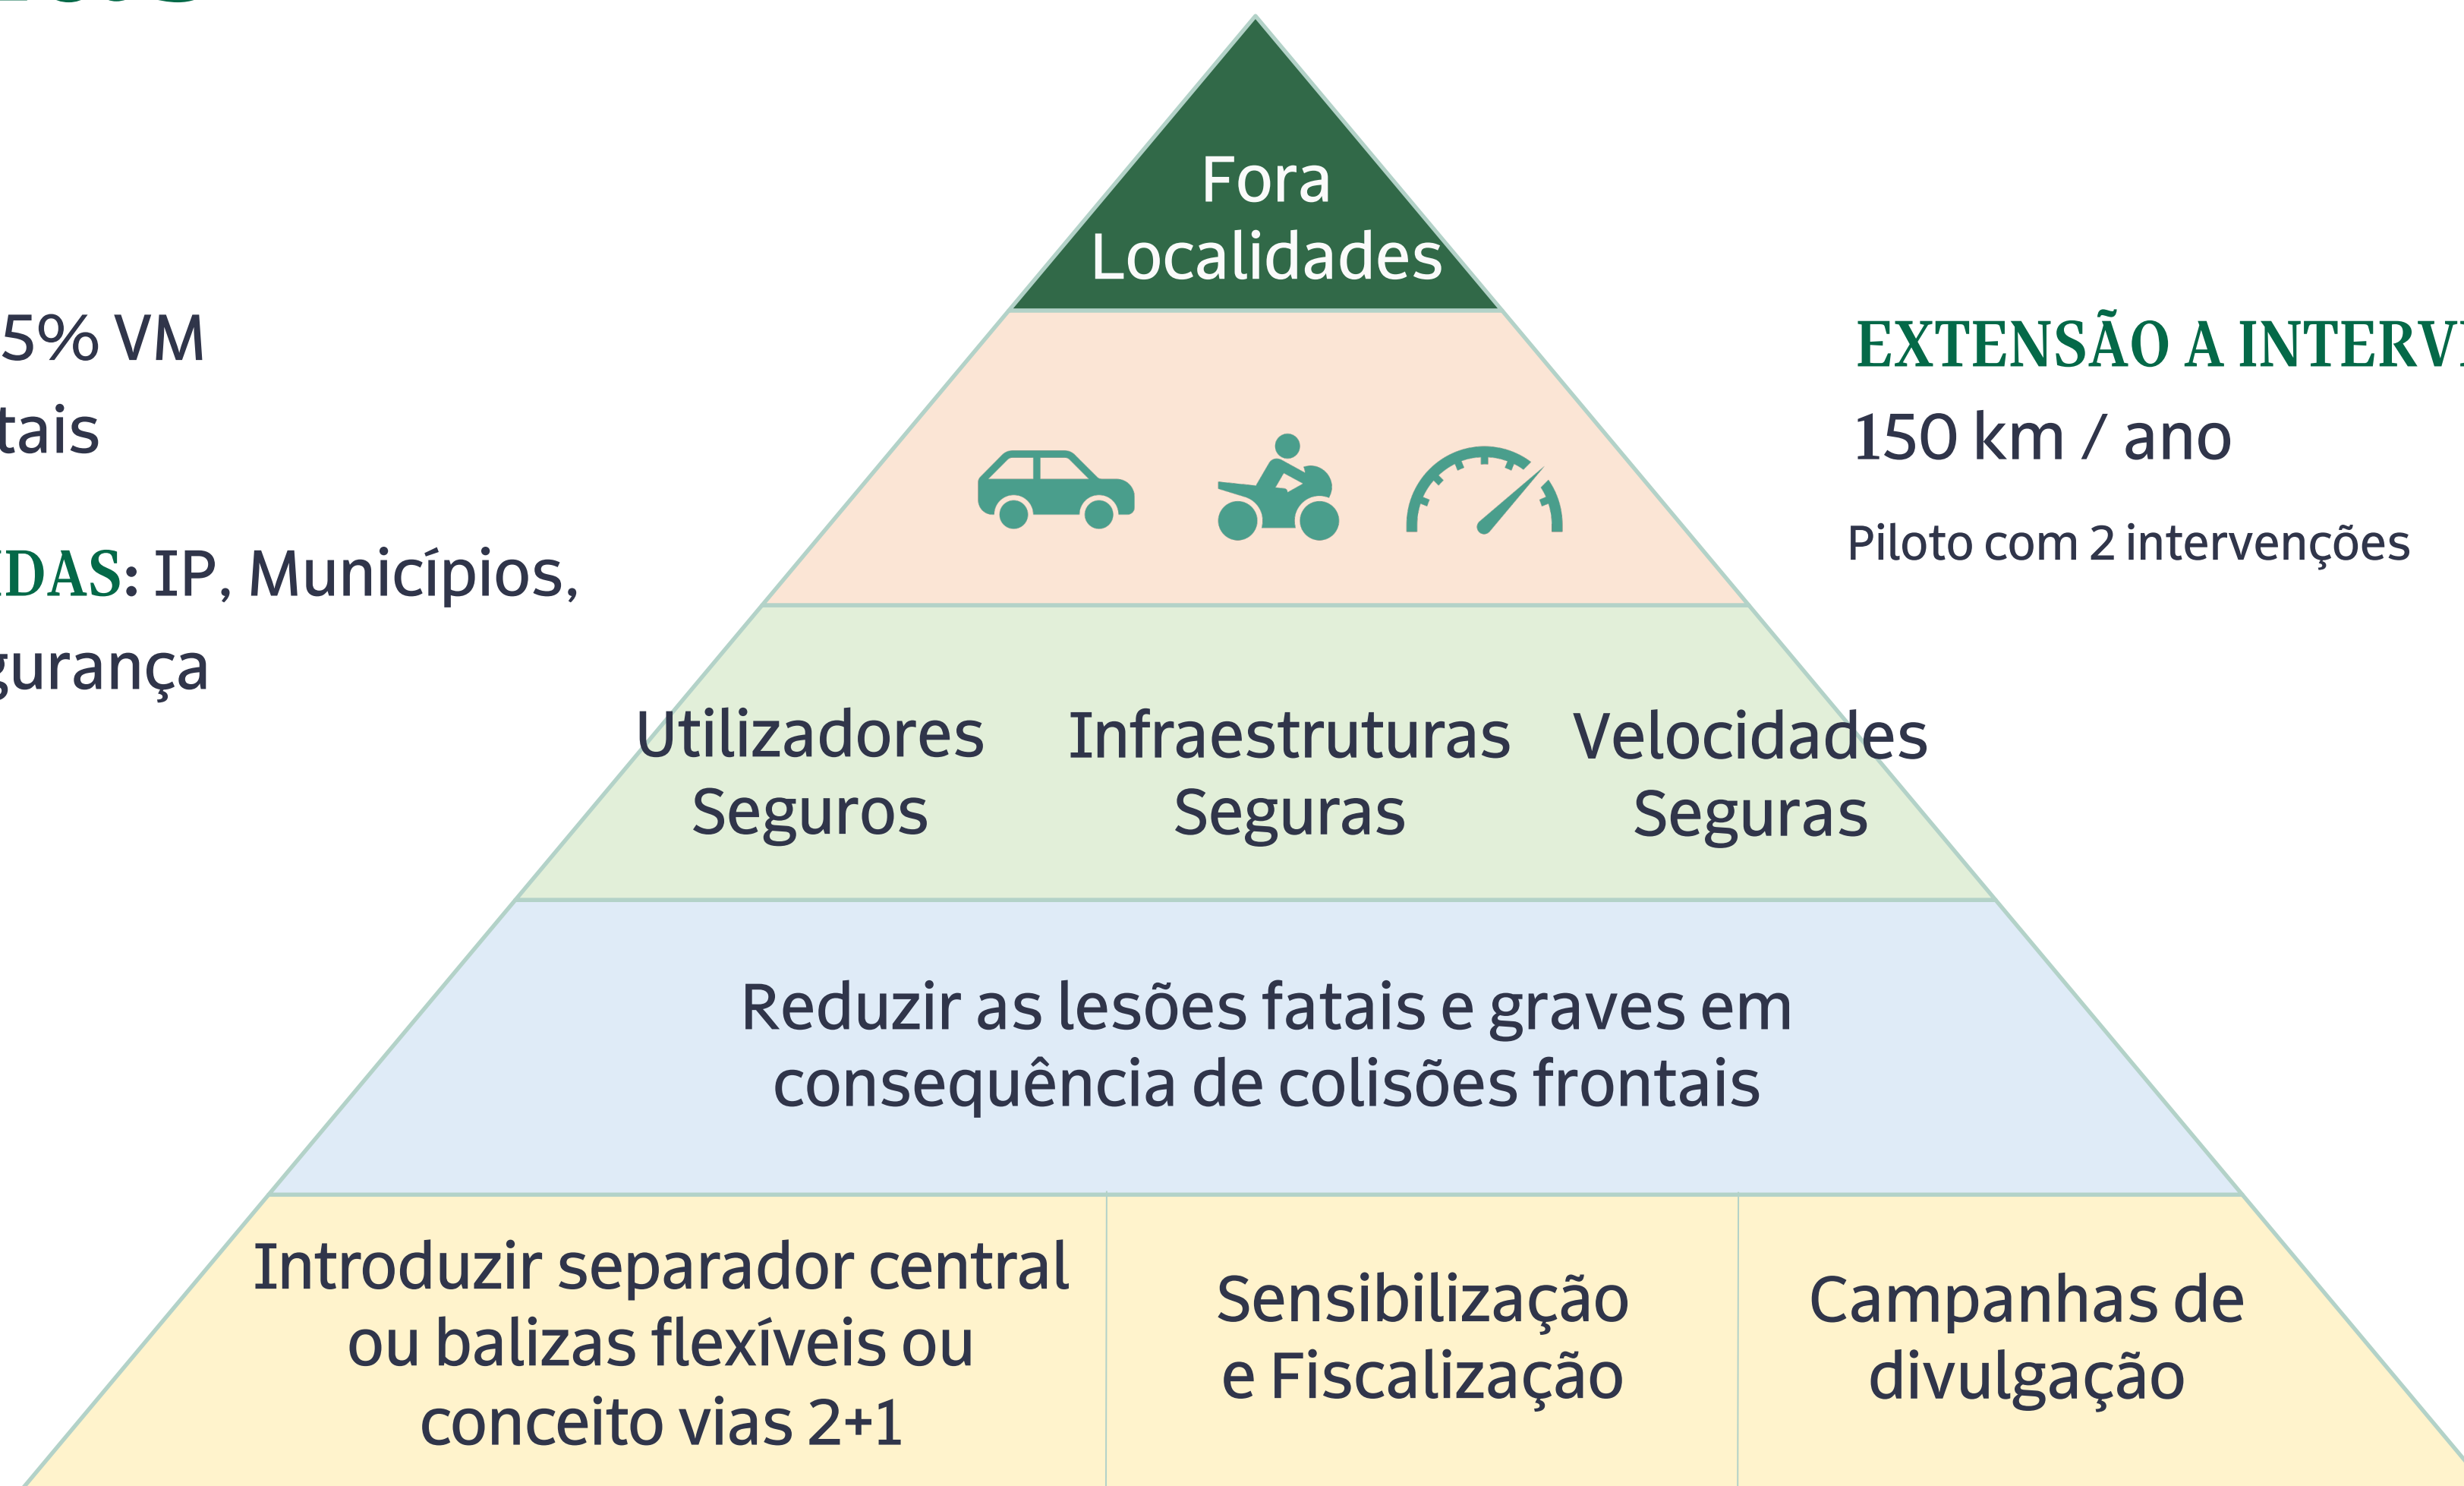 Fora
Localidades
5% VM
tais
IDAS: IP, Municípios,
gurança
EXTENSÃO A INTERV
150 km / ano
Piloto com 2 intervenções
Utilizadores
Seguros
Infraestruturas
Seguras
Velocidades
Seguras
Reduzir as lesões fatais e graves em
consequência de colisões frontais
Introduzir separador central
ou balizas flexíveis ou
conceito vias 2+1
Sensibilização
e Fiscalização
Campanhas de
divulgação